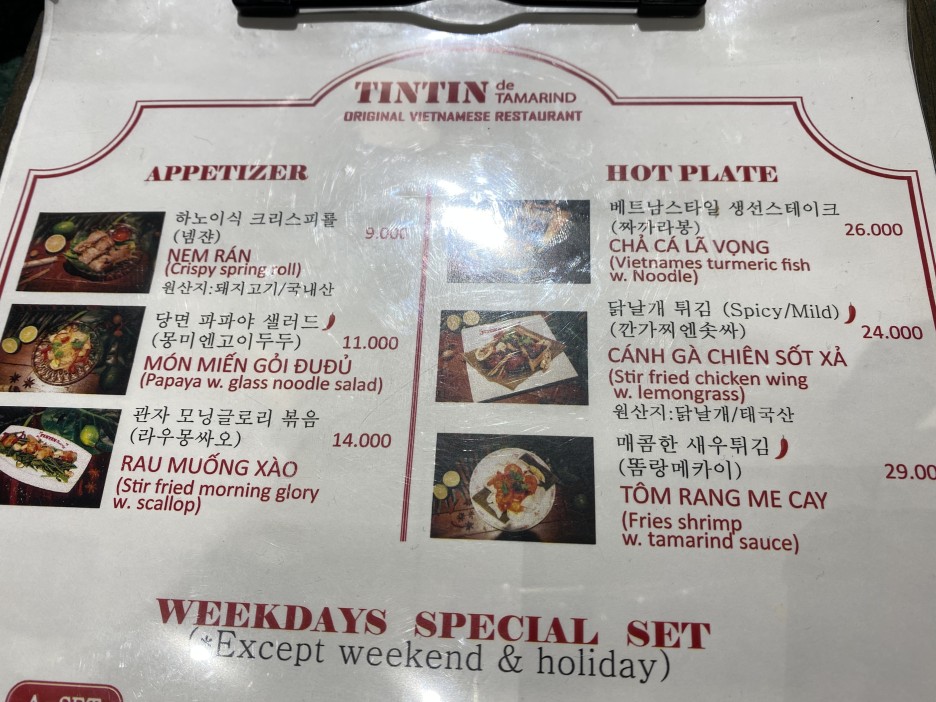 TINTIN de TAMARIND
ORIGINAL VIETNAMESE RESTAURANT
APPETIZER
하노이식 크리스피롤
(넴쟌)
9.000
NEM RÁN
(Crispy spring roll)
원산지:돼지고기/국내산
당면 파파야 샐러드
(몽미엔고이두두)
11.000
MÓN MIẾN GỎI ĐUĐỦ
(Papaya w. glass noodle salad)
관자 모닝글로리 볶음
(라우몽싸오)
14.000
RAU MUỐNG XÀO
(Stir fried morning glory
w. scallop)
HOT PLATE
베트남스타일 생선스테이크
(짜까라봉)
26.000
CHẢ CÁ LÃ VỌNG
(Vietnames turmeric fish
w. Noodle)
닭날개 튀김 (Spicy/Mild)
(깐가찌엔솟싸)
24.000
CÁNH GÀ CHIÊN SỐT XẢ
(Stir fried chicken wing
w. lemongrass)
원산지:닭날개/태국산
매콤한 새우튀김
(똠랑메카이)
29.00
TÔM RANG ME CAY
(Fries shrimp
w. tamarind sauce)
WEEKDAYS SPECIAL SET
(*Except weekend & holiday)
A SET